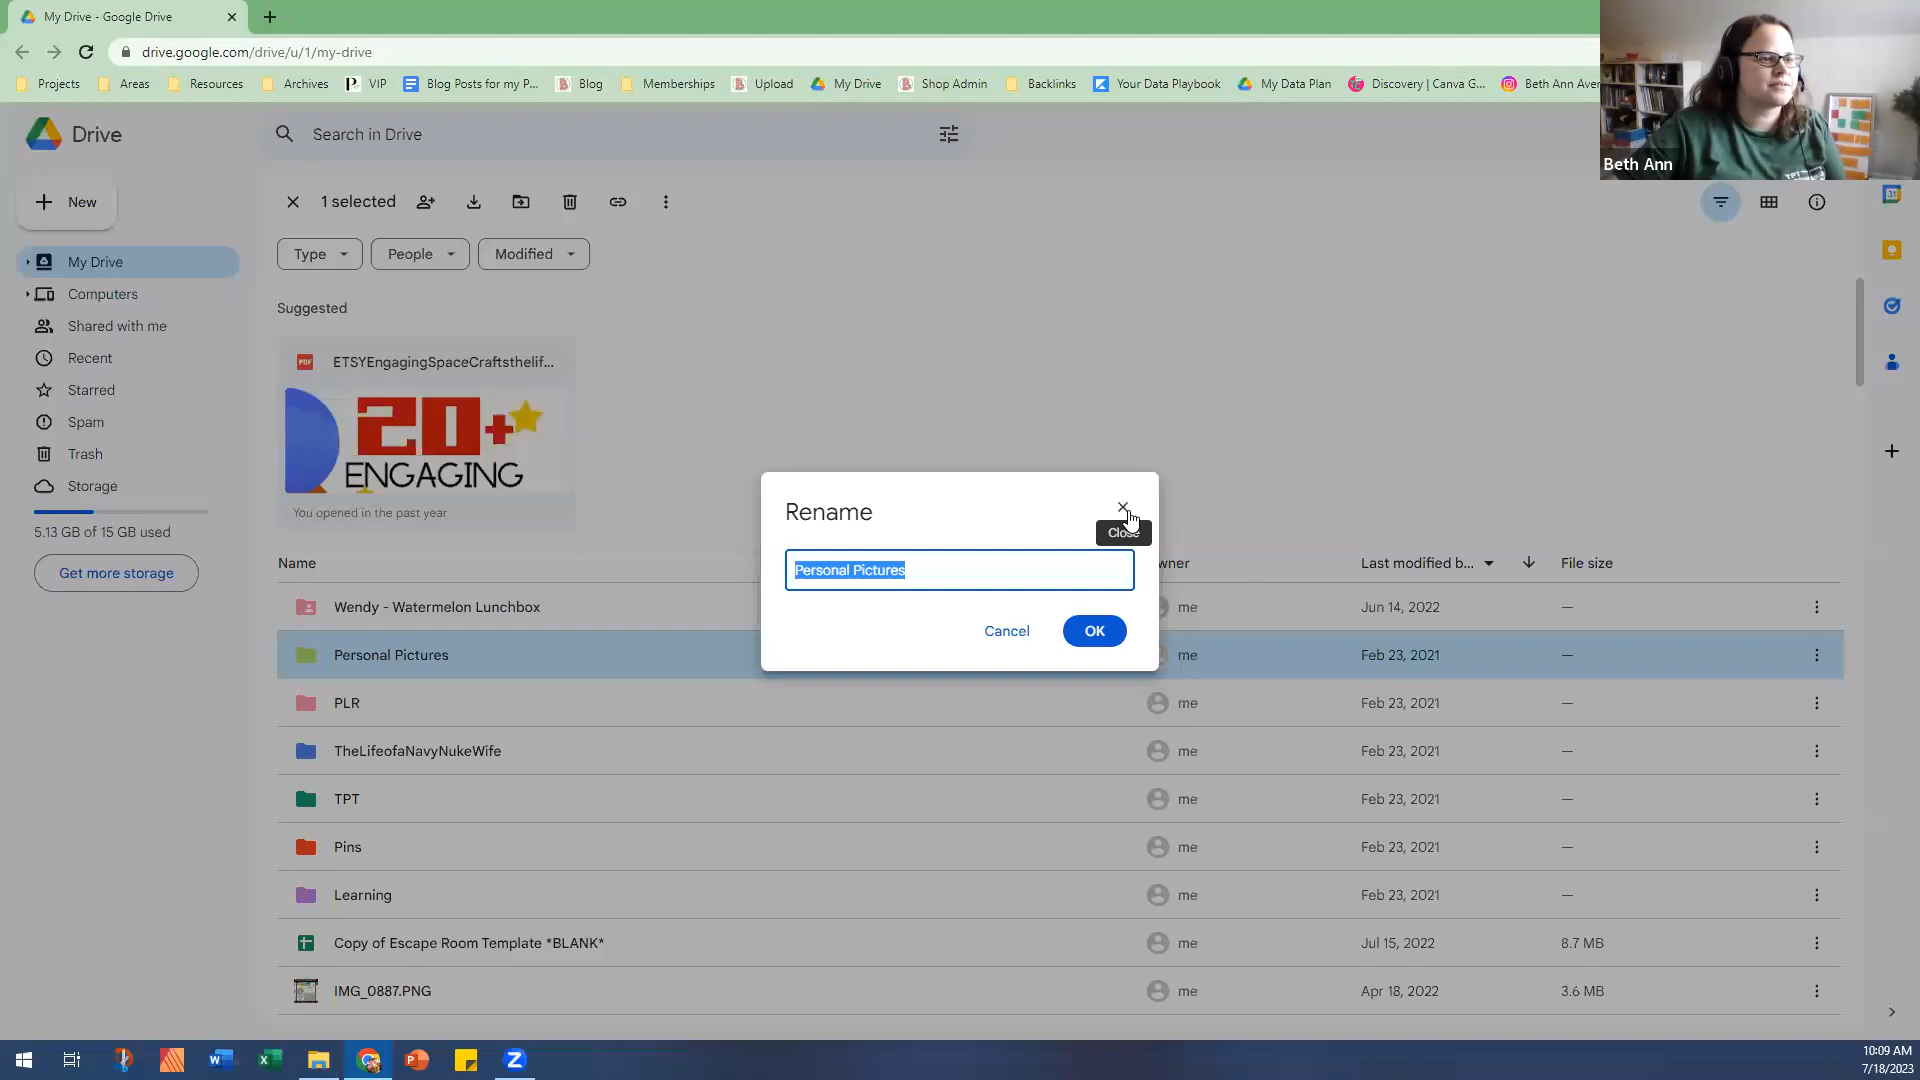 My Drive - Google Drive
drive.google.com/drive/u/1/my-drive
Projects Areas Resources Archives VIP Blog Posts for my P... Blog Memberships Upload My Drive Shop Admin Backlinks Your Data Playbook My Data Plan Discovery | Canva G... Beth Ann Aver
Beth Ann
Drive
Search in Drive
New
1 selected
31
Type People Modified
My Drive
Computers
Shared with me
Recent
Starred
Spam
Trash
Storage
5.13 GB of 15 GB used
Get more storage
Suggested
PDF ETSYEngagingSpaceCraftsthelif...
20+
ENGAGING
You opened in the past year
Rename
Close
Personal Pictures
Cancel OK
Name wner Last modified b... File size
Wendy - Watermelon Lunchbox me Jun 14, 2022 —
Personal Pictures me Feb 23, 2021 —
PLR me Feb 23, 2021 —
TheLifeofaNavyNukeWife me Feb 23, 2021 —
TPT me Feb 23, 2021 —
Pins me Feb 23, 2021 —
Learning me Feb 23, 2021 —
Copy of Escape Room Template *BLANK* me Jul 15, 2022 8.7 MB
IMG_0887.PNG me Apr 18, 2022 3.6 MB
10:09 AM
7/18/2023